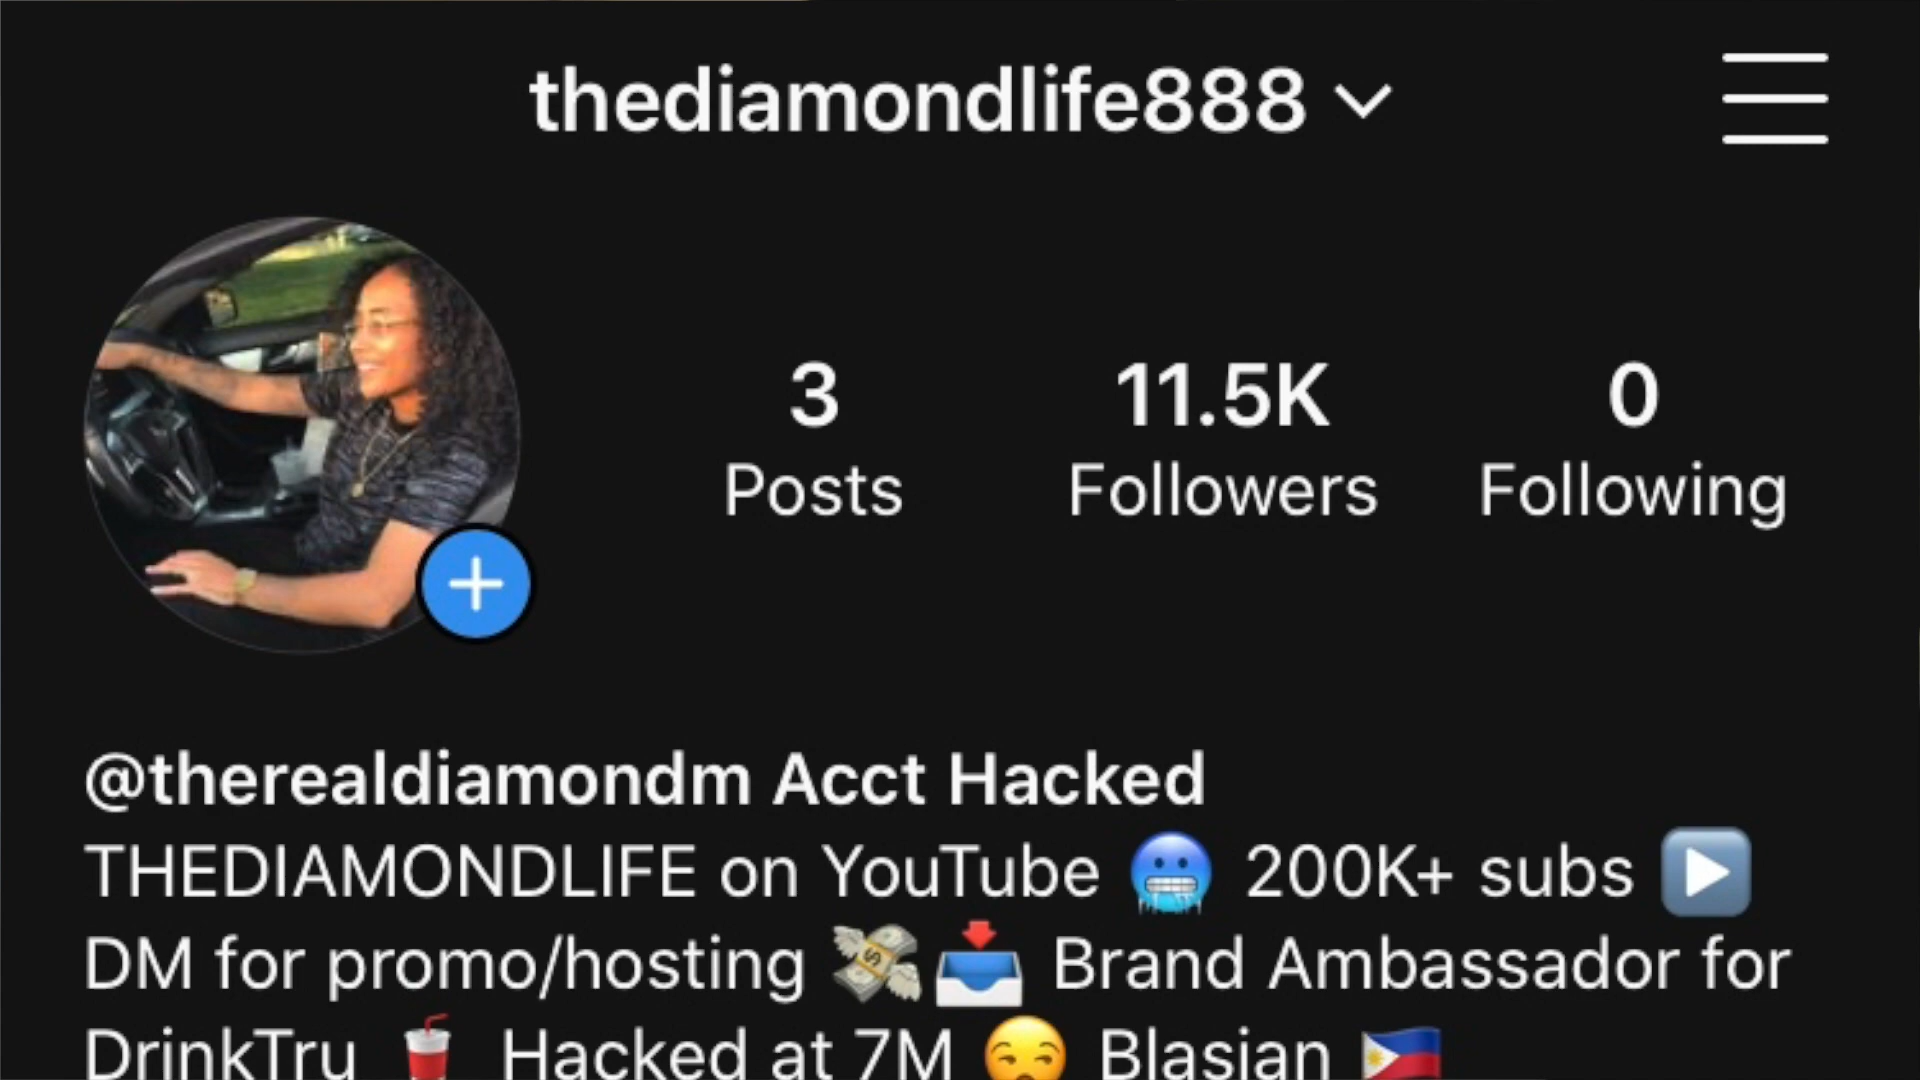 thediamondlife888
3 11.5K 0
Posts Followers Following
@therealdiamondm Acct Hacked
THEDIAMONDLIFE on YouTube 🥶 200K+ subs ▶️
DM for promo/hosting 💸📥 Brand Ambassador for
DrinkTru 🥤 Hacked at 7M 😒 Blasian 🇵🇭